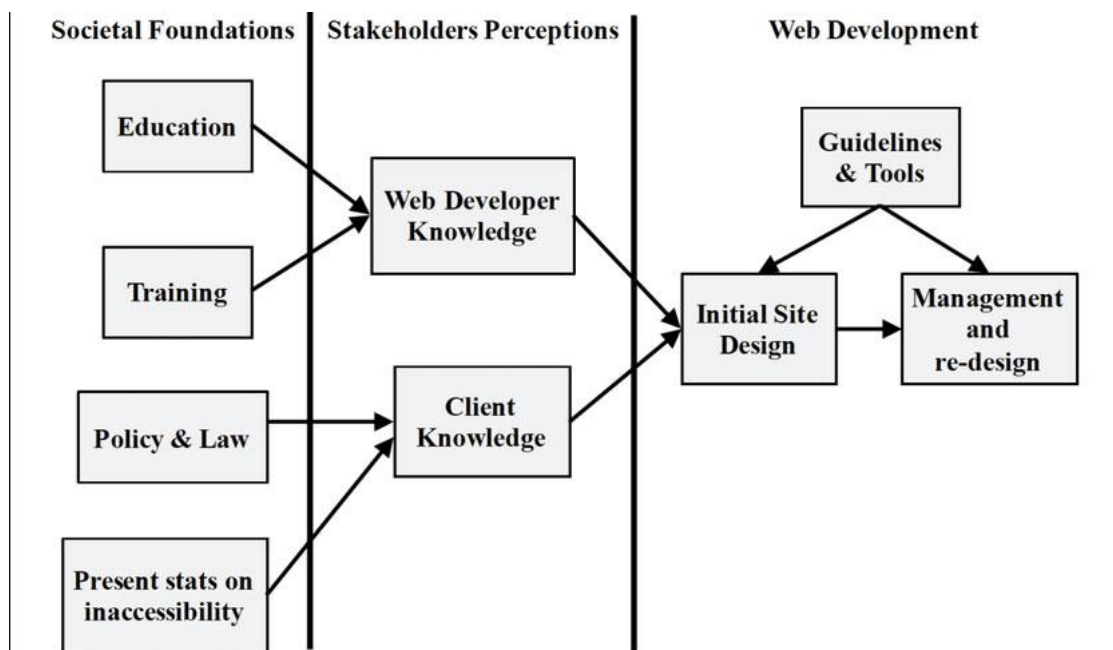 Societal Foundations
Stakeholders Perceptions
Web Development
Education
Training
Policy & Law
Present stats on
inaccessibility
Web Developer
Knowledge
Client
Knowledge
Guidelines
& Tools
Initial Site
Design
Management
and
re-design